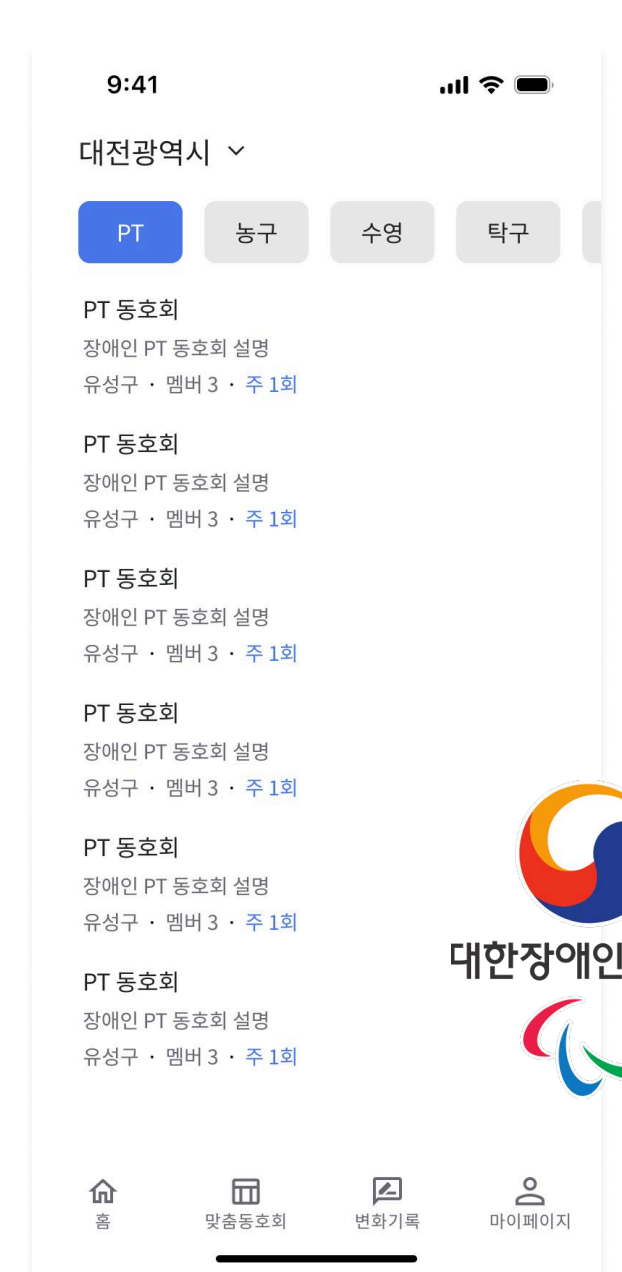 9:41
대전광역시
PT 농구 수영 탁구
PT 동호회
장애인 PT 동호회 설명
유성구 · 멤버 3 · 주 1회
PT 동호회
장애인 PT 동호회 설명
유성구 · 멤버 3 · 주 1회
PT 동호회
장애인 PT 동호회 설명
유성구 · 멤버 3 · 주 1회
PT 동호회
장애인 PT 동호회 설명
유성구 · 멤버 3 · 주 1회
PT 동호회
장애인 PT 동호회 설명
유성구 · 멤버 3 · 주 1회
대한장애인
PT 동호회
장애인 PT 동호회 설명
유성구 · 멤버 3 · 주 1회
홈 맞춤동호회 변화기록 마이페이지